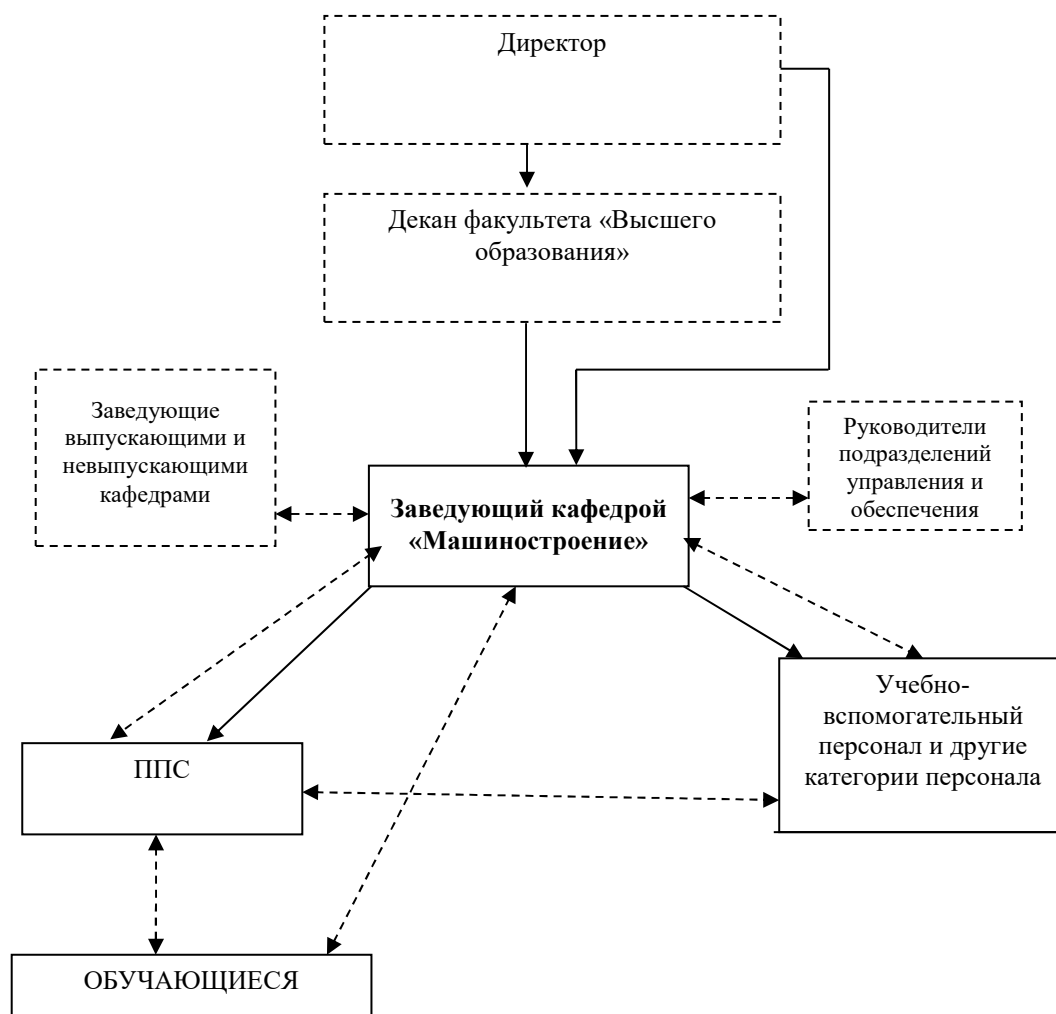 Директор
Декан факультета «Высшего
образования»
Заведующие
выпускающими и
невыпускающими
кафедрами
Руководители
подразделений
управления и
обеспечения
Заведующий кафедрой
«Машиностроение»
Учебно-
вспомогательный
персонал и другие
категории персонала
ППС
ОБУЧАЮЩИЕСЯ